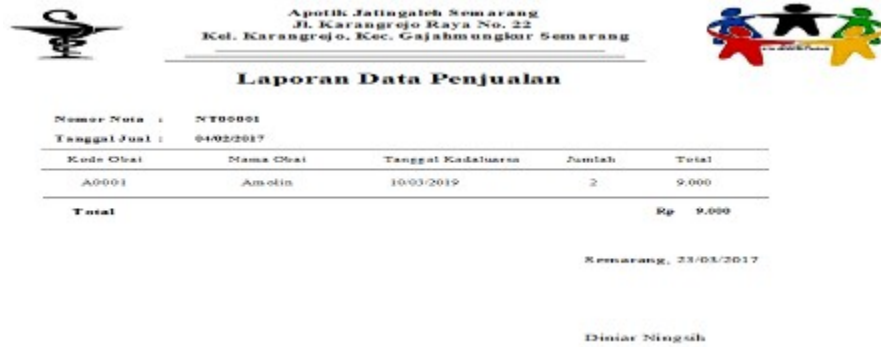 Apotik Jatingaleh Semarang
Jl. Karangrejo Raya No. 22
Kel. Karangrejo, Kec. Gajahmungkur Semarang
Laporan Data Penjualan
Nomor Nota : NT00001
Tanggal Jual : 04/02/2017
Kode Obat Nama Obat Tanggal Kadaluarsa Jumlah Total
A0001 Amolin 10/03/2019 2 9.000
Total Rp 9.000
Semarang, 23/03/2017
Diniar Ningsih